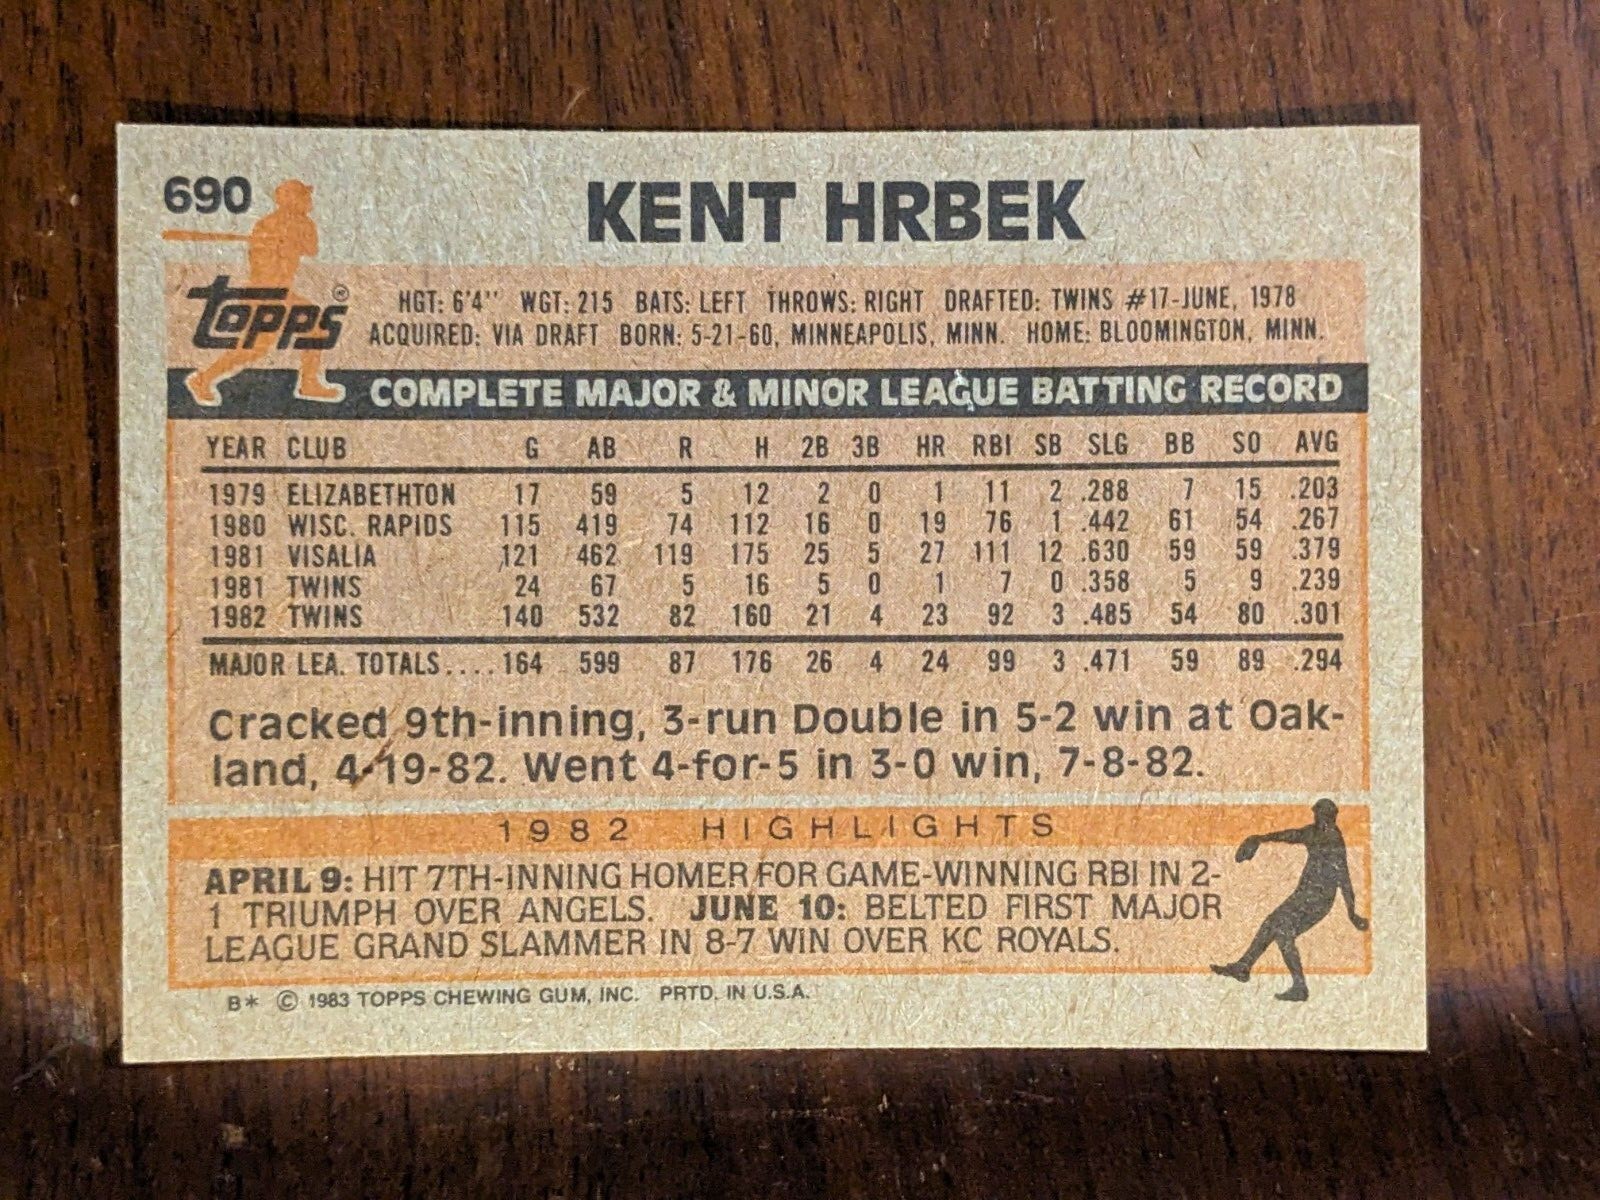 690
KENT HRBEK
topps®
HGT: 6'4" WGT: 215 BATS: LEFT THROWS: RIGHT DRAFTED: TWINS #17-JUNE, 1978
ACQUIRED: VIA DRAFT BORN: 5-21-60, MINNEAPOLIS, MINN. HOME: BLOOMINGTON, MINN.
COMPLETE MAJOR & MINOR LEAGUE BATTING RECORD
YEAR CLUB G AB R H 2B 3B HR RBI SB SLG BB SO AVG
1979 ELIZABETHTON 17 59 5 12 2 0 1 11 2 .288 7 15 .203
1980 WISC. RAPIDS 115 419 74 112 16 0 19 76 1 .442 61 54 .267
1981 VISALIA 121 462 119 175 25 5 27 111 12 .630 59 59 .379
1981 TWINS 24 67 5 16 5 0 1 7 0 .358 5 9 .239
1982 TWINS 140 532 82 160 21 4 23 92 3 .485 54 80 .301
MAJOR LEA. TOTALS.... 164 599 87 176 26 4 24 99 3 .471 59 89 .294
Cracked 9th-inning, 3-run Double in 5-2 win at Oak-
land, 4-19-82. Went 4-for-5 in 3-0 win, 7-8-82.
1982 HIGHLIGHTS
APRIL 9: HIT 7TH-INNING HOMER FOR GAME-WINNING RBI IN 2-
1 TRIUMPH OVER ANGELS. JUNE 10: BELTED FIRST MAJOR
LEAGUE GRAND SLAMMER IN 8-7 WIN OVER KC ROYALS.
B* © 1983 TOPPS CHEWING GUM, INC. PRTD. IN U.S.A.